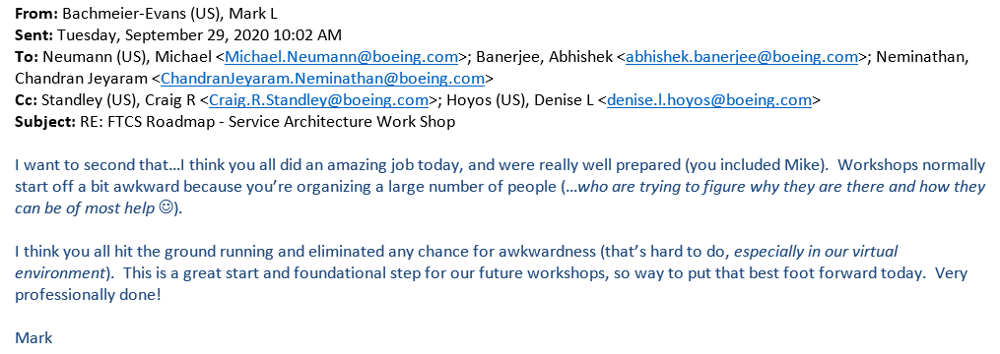 From: Bachmeier-Evans (US), Mark L
Sent: Tuesday, September 29, 2020 10:02 AM
To: Neumann (US), Michael <Michael.Neumann@boeing.com>; Banerjee, Abhishek <abhishek.banerjee@boeing.com>; Neminathan,
Chandran Jeyaram <ChandranJeyaram.Neminathan@boeing.com>
Cc: Standley (US), Craig R <Craig.R.Standley@boeing.com>; Hoyos (US), Denise L <denise.l.hoyos@boeing.com>
Subject: RE: FTCS Roadmap - Service Architecture Work Shop
I want to second that…I think you all did an amazing job today, and were really well prepared (you included Mike).  Workshops normally
start off a bit awkward because you’re organizing a large number of people (…who are trying to figure why they are there and how they
can be of most help ☺).
I think you all hit the ground running and eliminated any chance for awkwardness (that’s hard to do, especially in our virtual
environment).  This is a great start and foundational step for our future workshops, so way to put that best foot forward today.  Very
professionally done!
Mark